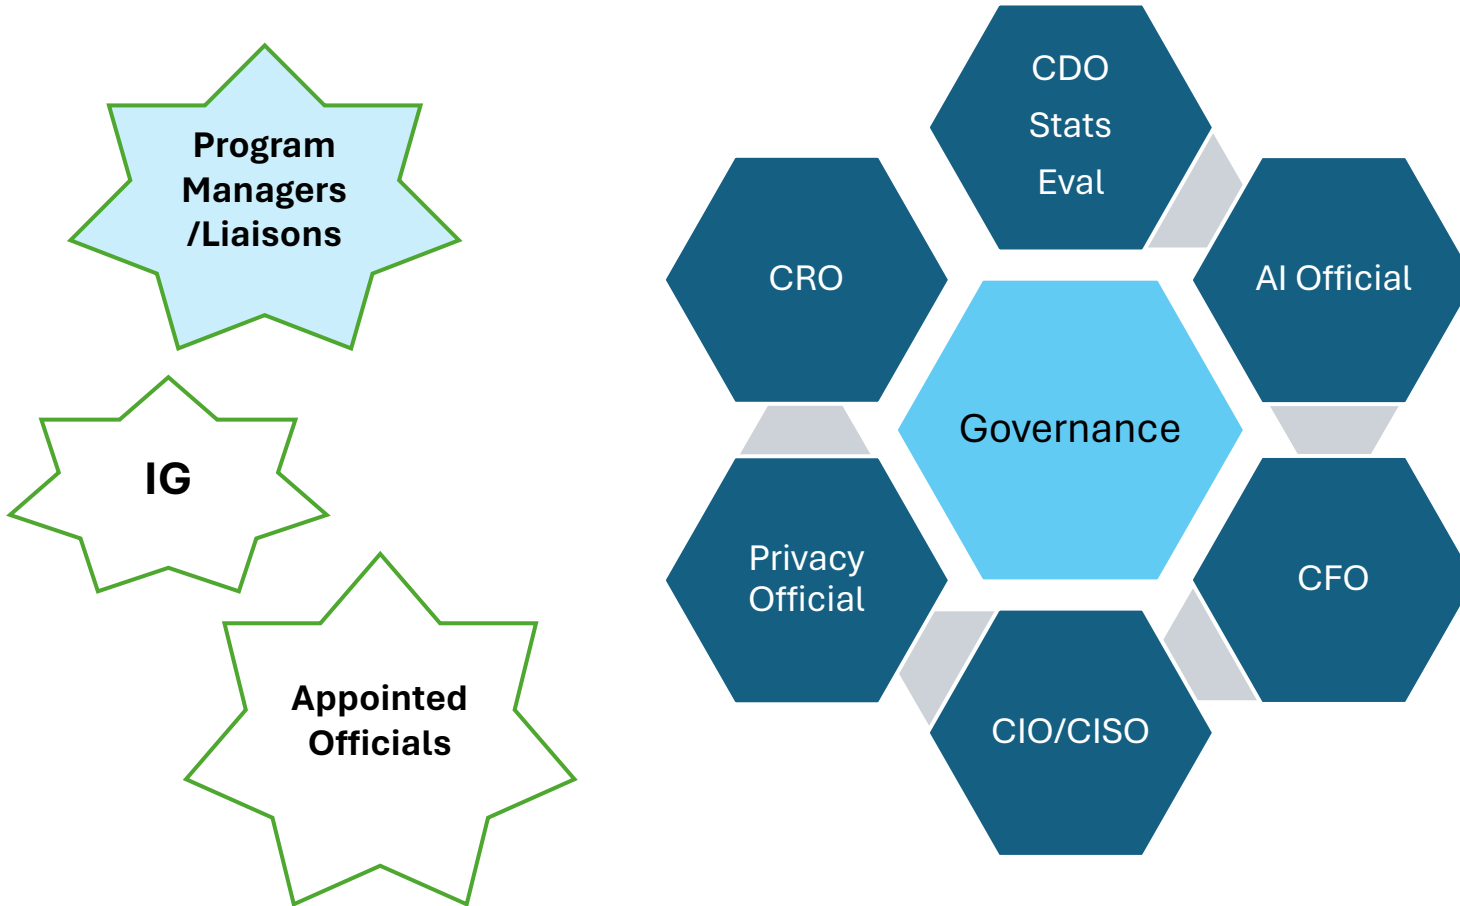 Program
Managers
/Liaisons
IG
Appointed
Officials
CDO
Stats
Eval
CRO
AI Official
Governance
Privacy
Official
CFO
CIO/CISO